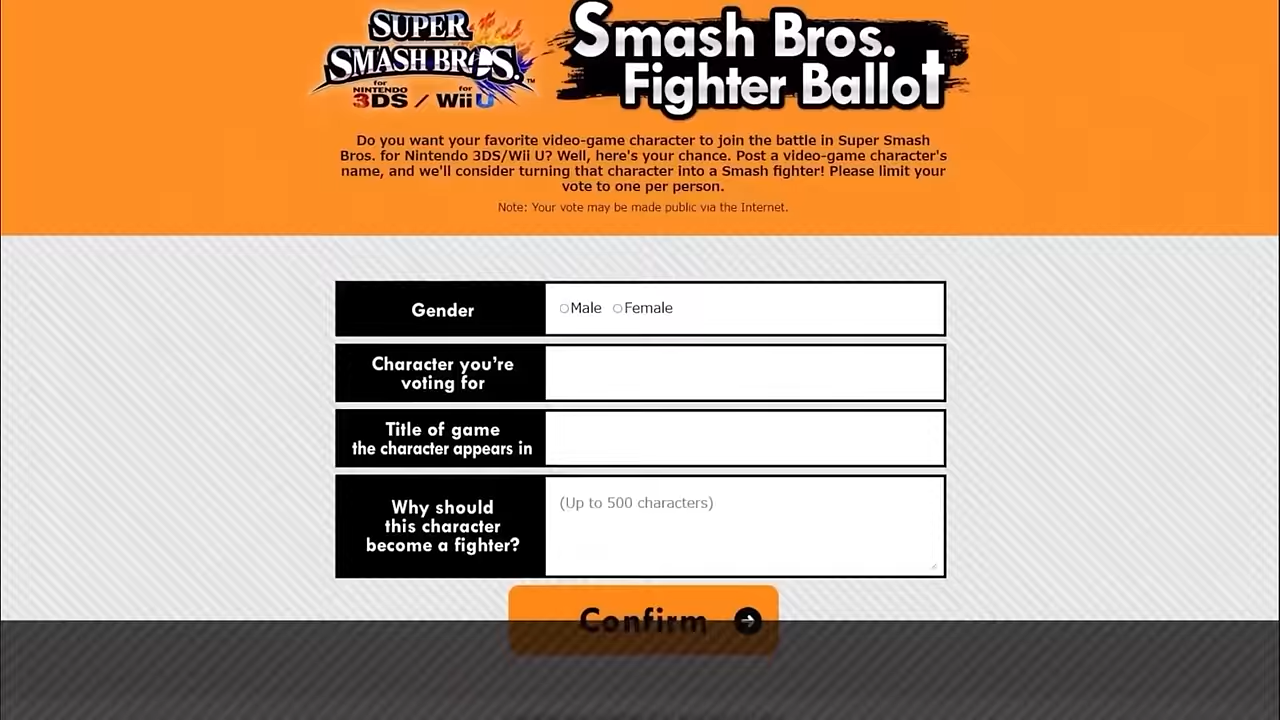 SUPER
SMASH BROS.™
for NINTENDO 3DS / for Wii U
Smash Bros.
Fighter Ballot
Do you want your favorite video-game character to join the battle in Super Smash
Bros. for Nintendo 3DS/Wii U? Well, here's your chance. Post a video-game character's
name, and we'll consider turning that character into a Smash fighter! Please limit your
vote to one per person.
Note: Your vote may be made public via the Internet.
Gender
Male Female
Character you're
voting for
Title of game
the character appears in
Why should
this character
become a fighter?
(Up to 500 characters)
Confirm